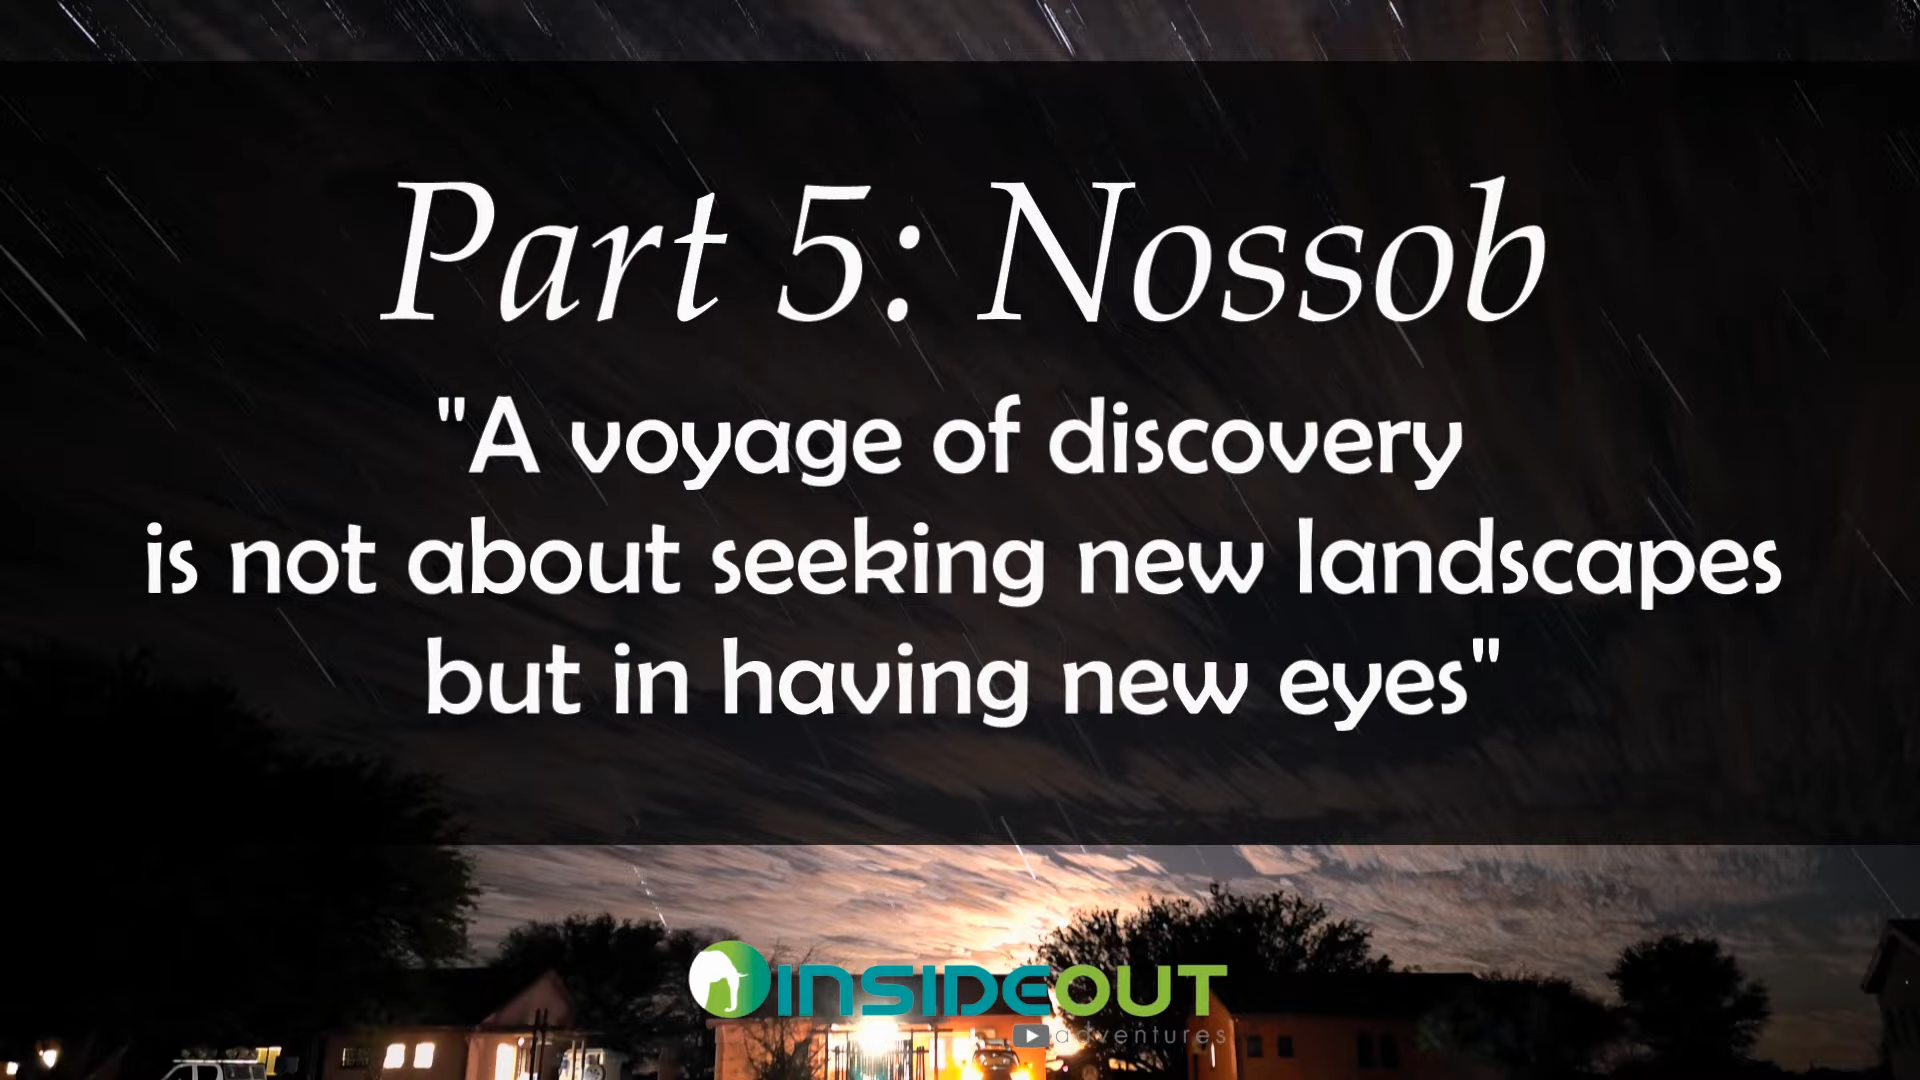 Part 5: Nossob
"A voyage of discovery
is not about seeking new landscapes
but in having new eyes"
INSIDEOUT
adventures